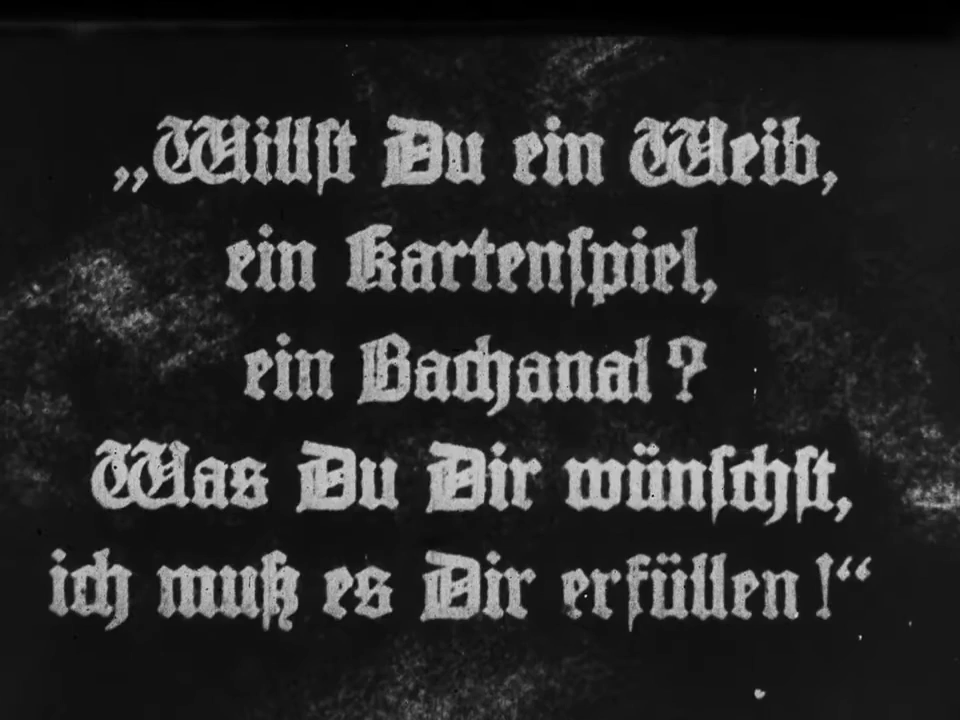 „Willst Du ein Weib,
ein Kartenspiel,
ein Bachanal?
Was Du Dir wünschst,
ich muß es Dir erfüllen!“